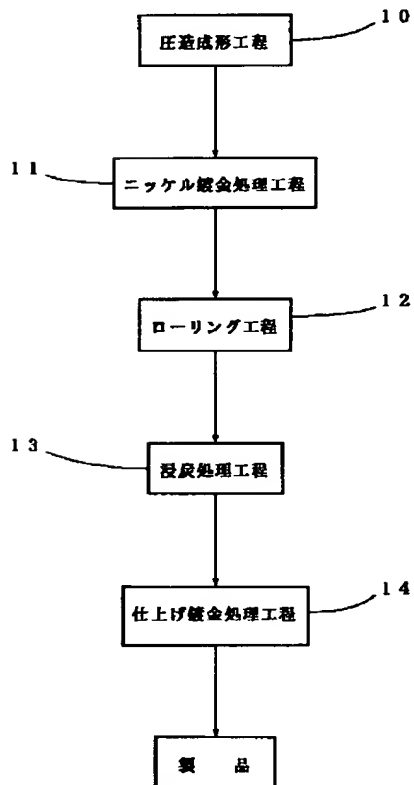 10
圧造成形工程
11
ニッケル鍍金処理工程
12
ローリング工程
13
浸炭処理工程
14
仕上げ鍍金処理工程
製 品